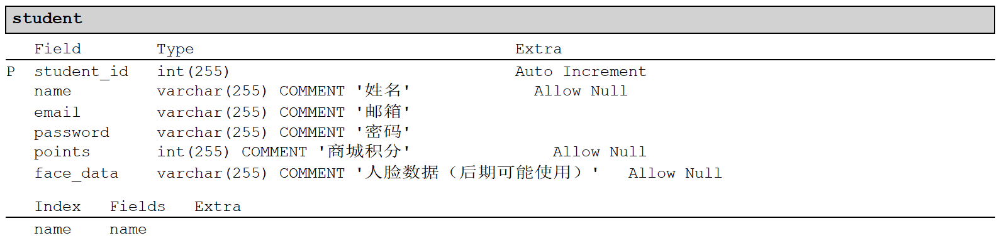 student
Field Type Extra
P student_id int(255) Auto Increment
name varchar(255) COMMENT '姓名' Allow Null
email varchar(255) COMMENT '邮箱'
password varchar(255) COMMENT '密码'
points int(255) COMMENT '商城积分' Allow Null
face_data varchar(255) COMMENT '人脸数据（后期可能使用）' Allow Null
Index Fields Extra
name name